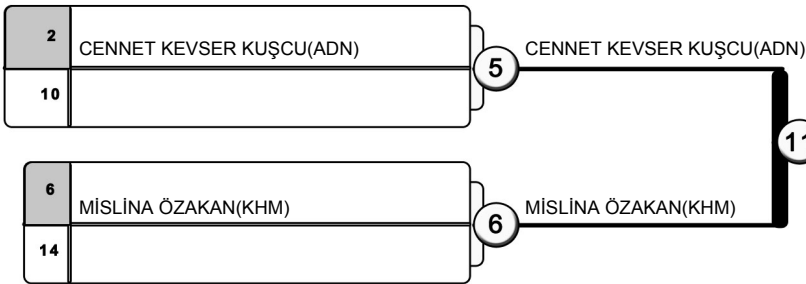 2
CENNET KEVSER KUŞCU(ADN)
10
5
CENNET KEVSER KUŞCU(ADN)
11
6
MİSLİNA ÖZAKAN(KHM)
14
6
MİSLİNA ÖZAKAN(KHM)